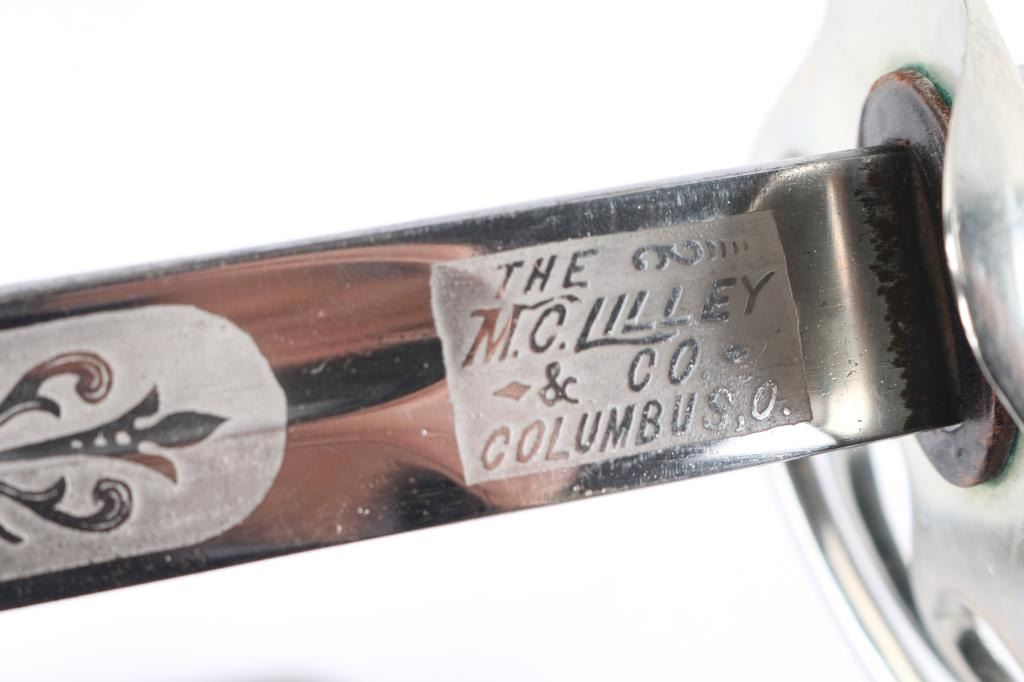 THE
M.C. LILLEY
& CO.
COLUMBUS, O.